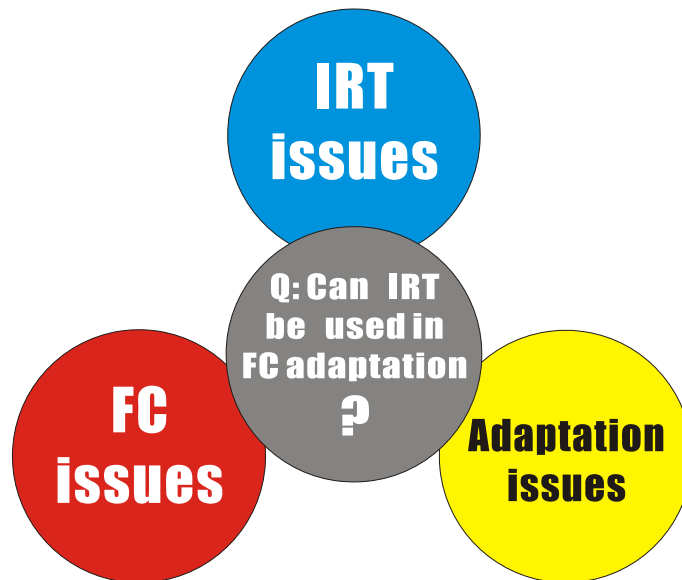 IRT
issues
Q: Can IRT
be used in
FC adaptation
?
FC
issues
Adaptation
issues